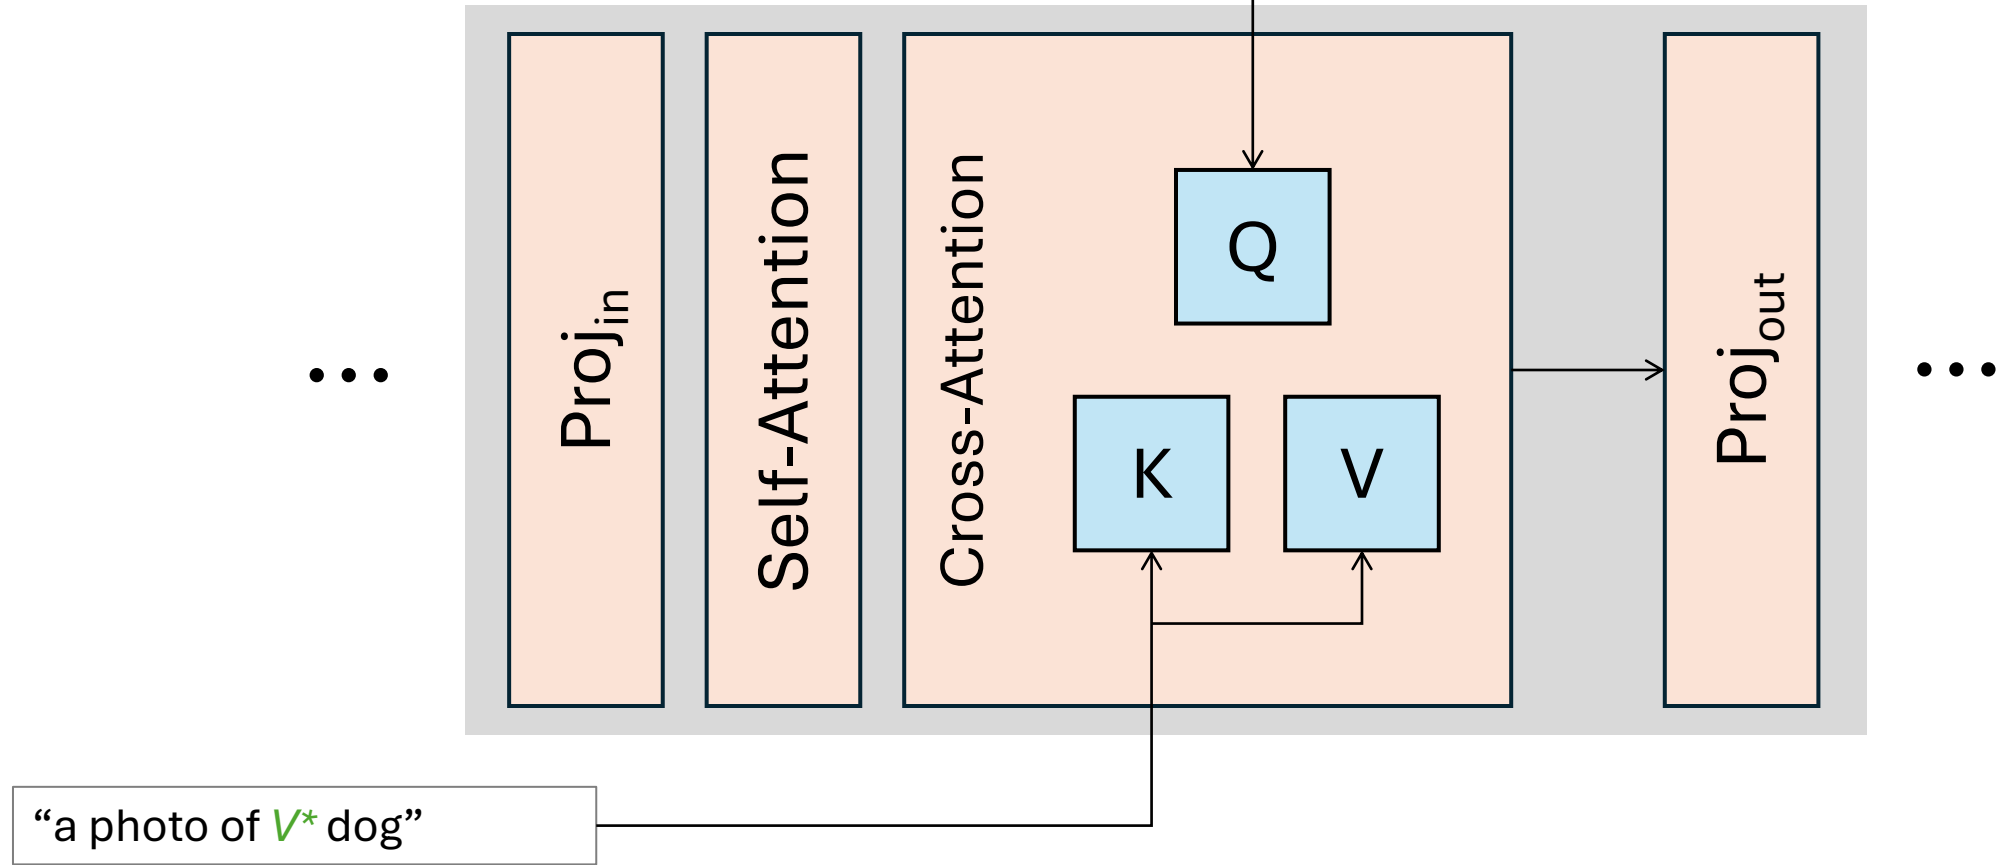 Proj_in
Self-Attention
Cross-Attention
Q
K
V
Proj_out
“a photo of V* dog”